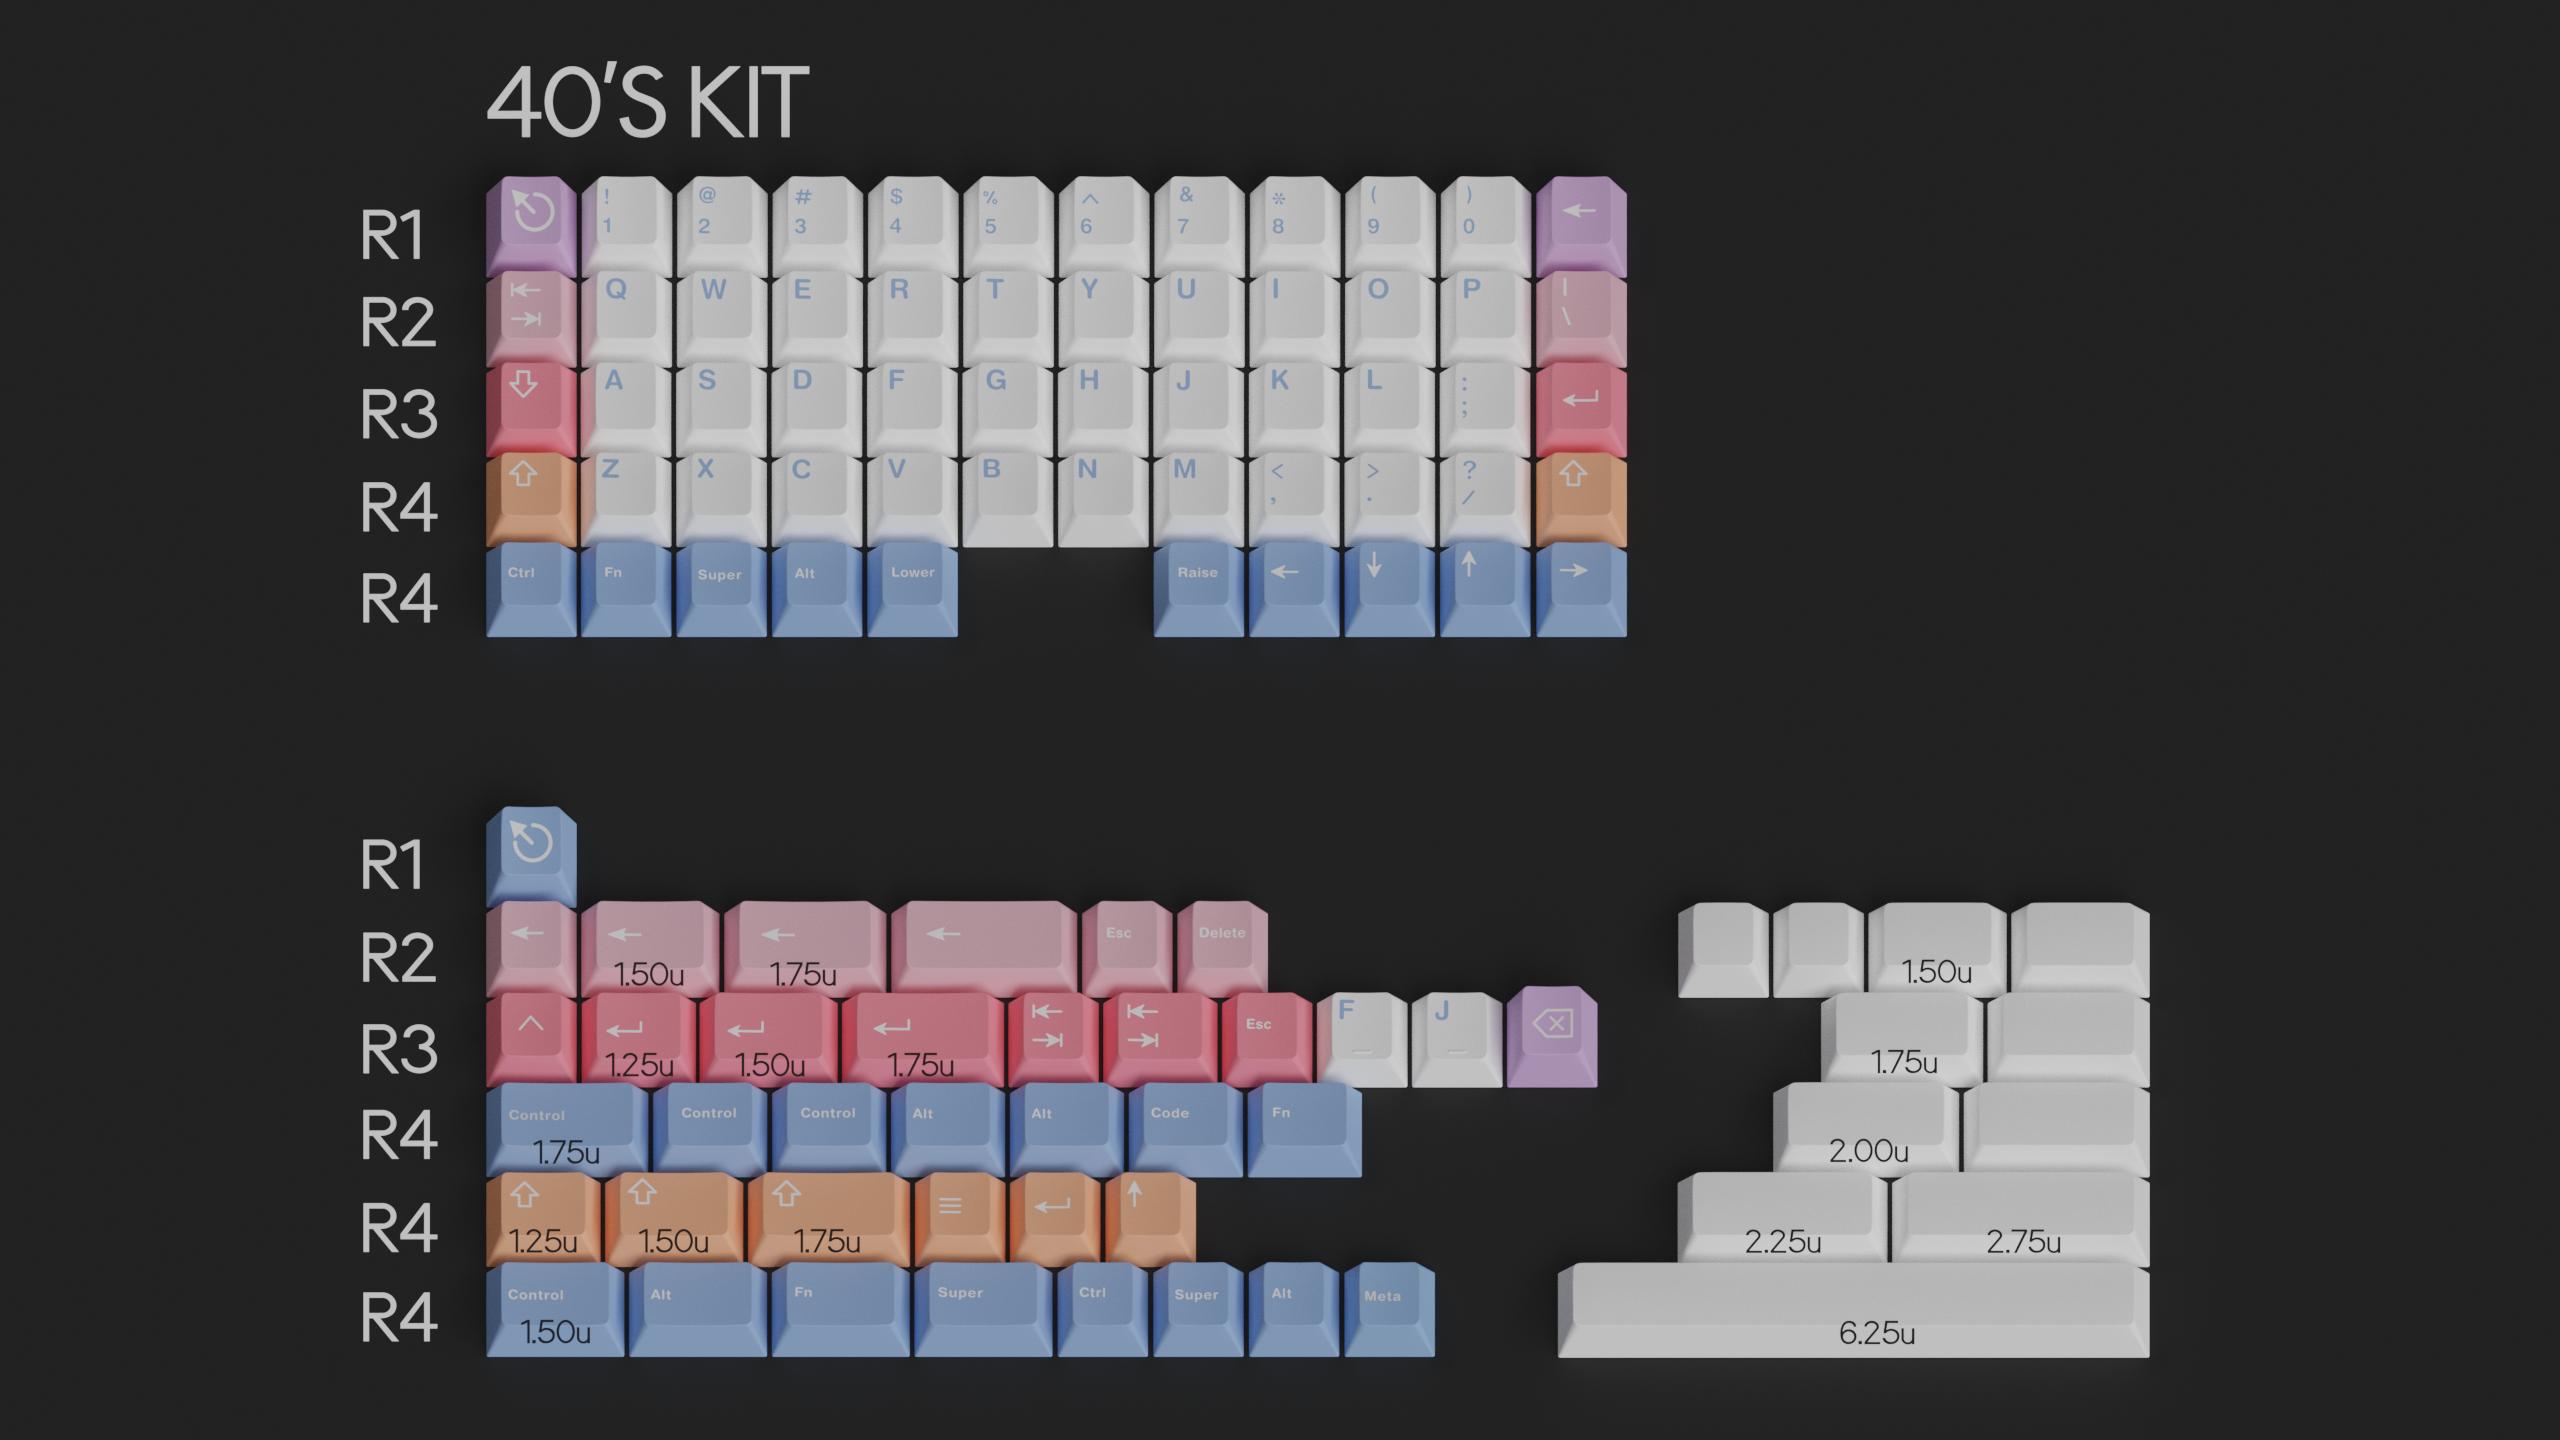 40'S KIT
R1
! @ # $ % ^ & * ( )
1 2 3 4 5 6 7 8 9 0
R2
Q W E R T Y U I O P |
\
R3
A S D F G H J K L :
;
R4
Z X C V B N M < > ?
, . /
R4
Ctrl Fn Super Alt Lower Raise
R1
R2
Esc Delete
1.50u 1.75u
1.50u
R3
^ Esc F J
1.25u 1.50u 1.75u
1.75u
R4
Control Control Control Alt Alt Code Fn
1.75u
2.00u
R4
1.25u 1.50u 1.75u
2.25u 2.75u
R4
Control Alt Fn Super Ctrl Super Alt Meta
1.50u
6.25u